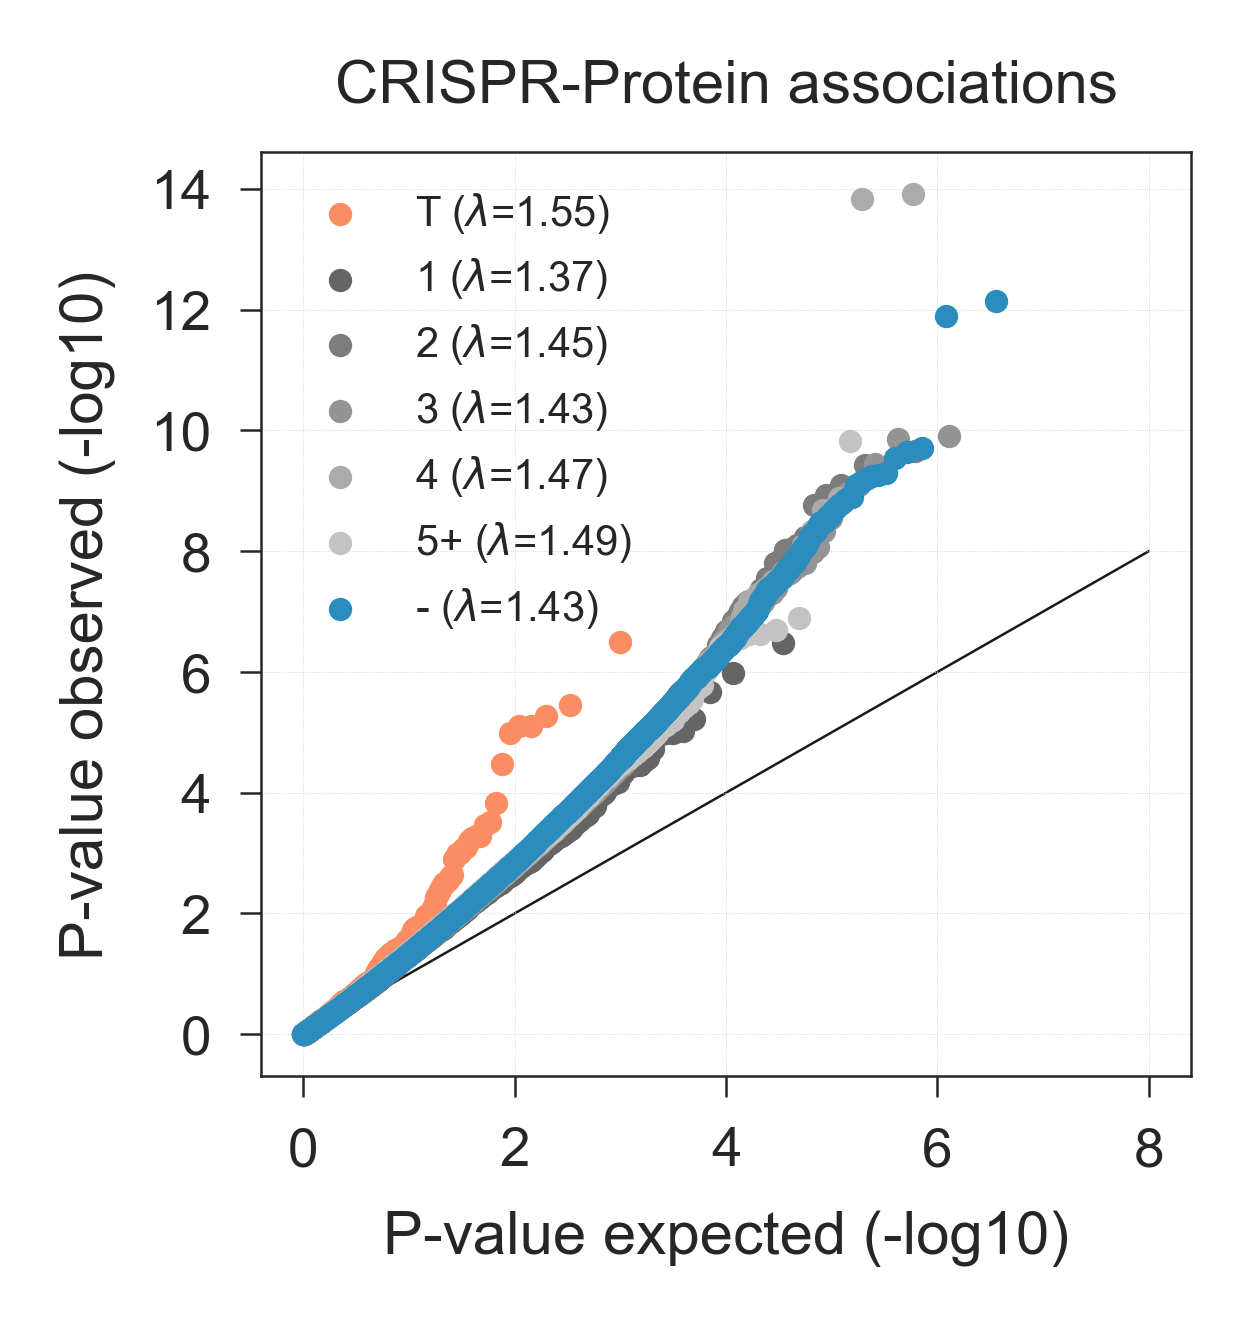 CRISPR-Protein associations
P-value observed (-log10)
14
12
10
8
6
4
2
0
T (λ=1.55)
1 (λ=1.37)
2 (λ=1.45)
3 (λ=1.43)
4 (λ=1.47)
5+ (λ=1.49)
- (λ=1.43)
0 2 4 6 8
P-value expected (-log10)